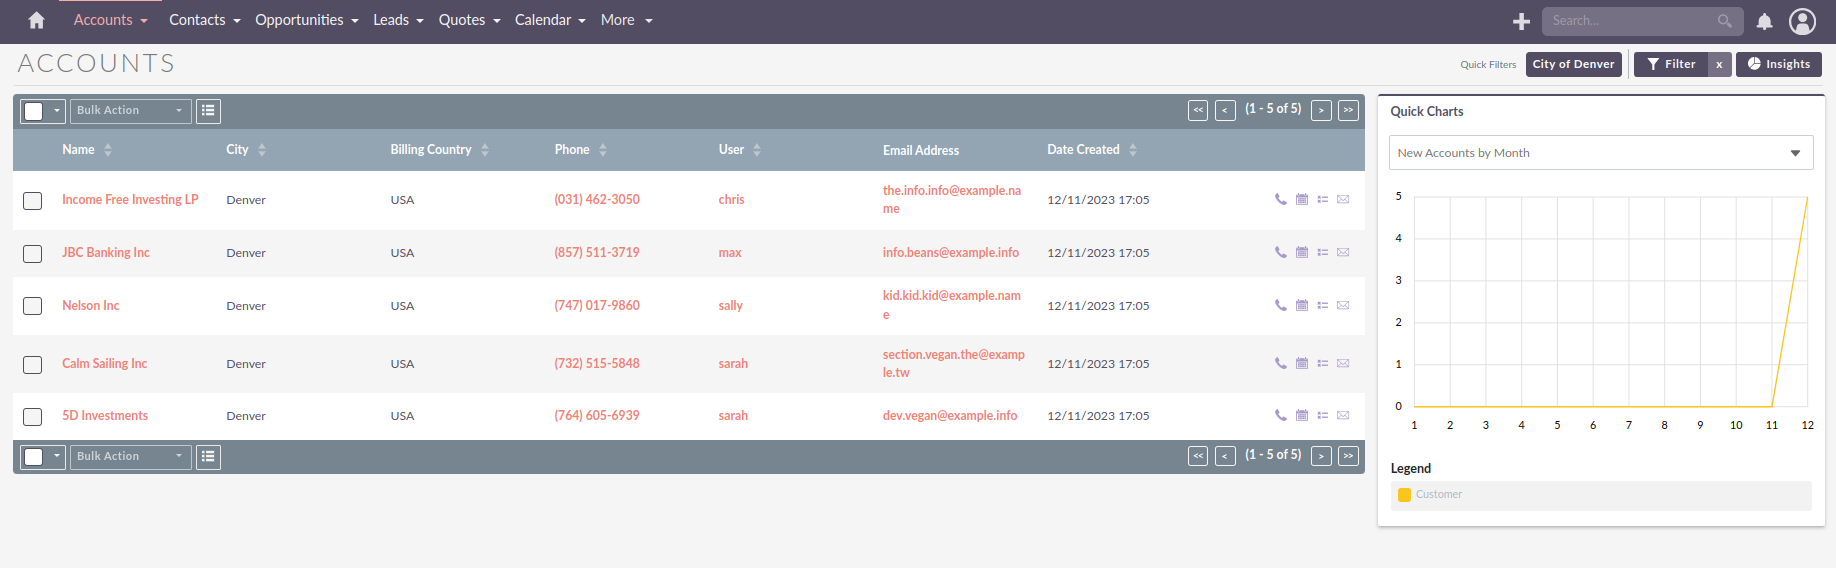 Accounts Contacts Opportunities Leads Quotes Calendar More Search...
ACCOUNTS
Quick Filters City of Denver Filter x Insights
Bulk Action << < (1 - 5 of 5) > >>
Name City Billing Country Phone User Email Address Date Created
Income Free Investing LP Denver USA (031) 462-3050 chris the.info.info@example.na
me 12/11/2023 17:05
JBC Banking Inc Denver USA (857) 511-3719 max info.beans@example.info 12/11/2023 17:05
Nelson Inc Denver USA (747) 017-9860 sally kid.kid.kid@example.nam
e 12/11/2023 17:05
Calm Sailing Inc Denver USA (732) 515-5848 sarah section.vegan.the@examp
le.tw 12/11/2023 17:05
5D Investments Denver USA (764) 605-6939 sarah dev.vegan@example.info 12/11/2023 17:05
Bulk Action << < (1 - 5 of 5) > >>
Quick Charts
New Accounts by Month
5
4
3
2
1
0
1 2 3 4 5 6 7 8 9 10 11 12
Legend
Customer